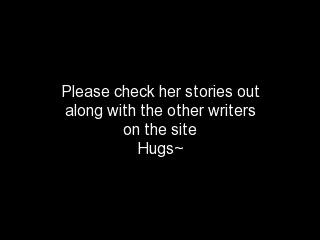 Please check her stories out
along with the other writers
on the site
Hugs~